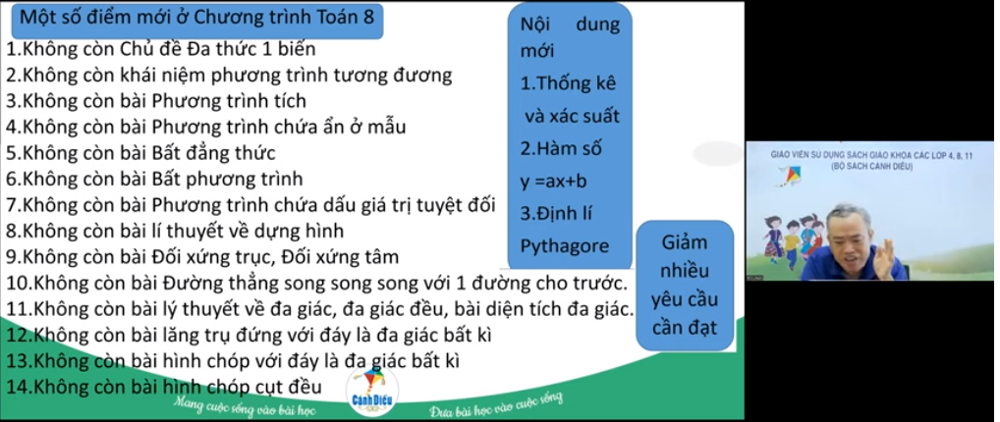 Một số điểm mới ở Chương trình Toán 8
1.Không còn Chủ đề Đa thức 1 biến
2.Không còn khái niệm phương trình tương đương
3.Không còn bài Phương trình tích
4.Không còn bài Phương trình chứa ẩn ở mẫu
5.Không còn bài Bất đẳng thức
6.Không còn bài Bất phương trình
7.Không còn bài Phương trình chứa dấu giá trị tuyệt đối
8.Không còn bài lí thuyết về dựng hình
9.Không còn bài Đối xứng trục, Đối xứng tâm
10.Không còn bài Đường thẳng song song song với 1 đường cho trước.
11.Không còn bài lý thuyết về đa giác, đa giác đều, bài diện tích đa giác.
12.Không còn bài lăng trụ đứng với đáy là đa giác bất kì
13.Không còn bài hình chóp với đáy là đa giác bất kì
14.Không còn bài hình chóp cụt đều
Nội dung
mới
1.Thống kê
và xác suất
2.Hàm số
y =ax+b
3.Định lí
Pythagore
Giảm
nhiều
yêu cầu
cần đạt
Mang cuộc sống vào bài học
Cánh Diều
Đưa bài học vào cuộc sống
GIÁO VIÊN SỬ DỤNG SÁCH GIÁO KHOA CÁC LỚP 4, 8, 11
(BỘ SÁCH CÁNH DIỀU)